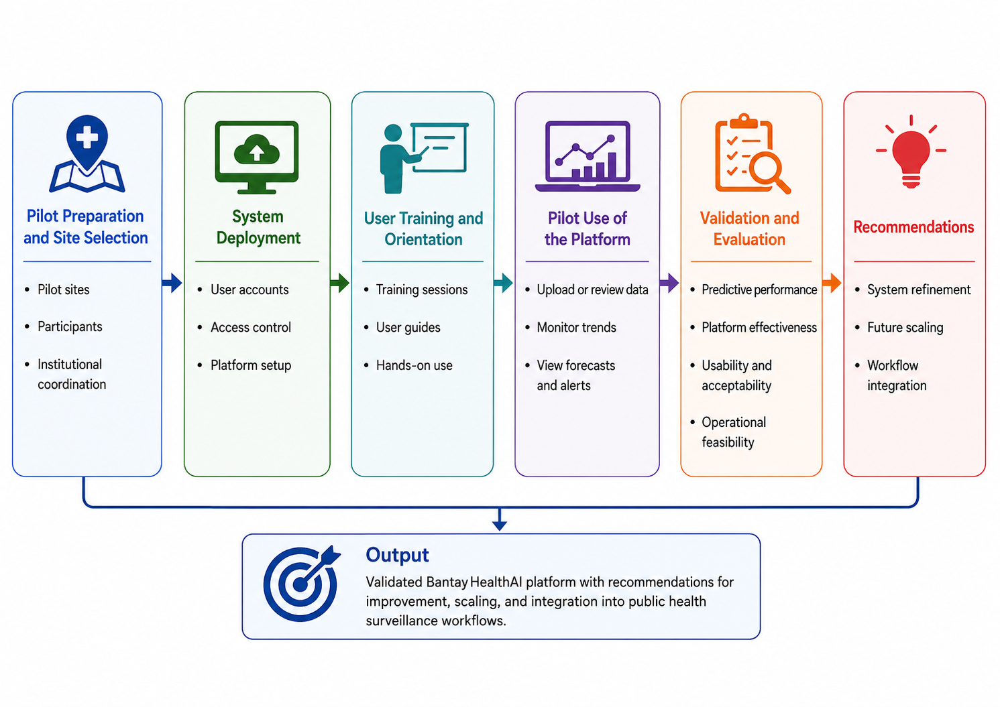 Pilot Preparation
and Site Selection
• Pilot sites
• Participants
• Institutional
coordination
System
Deployment
• User accounts
• Access control
• Platform setup
User Training and
Orientation
• Training sessions
• User guides
• Hands-on use
Pilot Use of
the Platform
• Upload or review data
• Monitor trends
• View forecasts
and alerts
Validation and
Evaluation
• Predictive performance
• Platform effectiveness
• Usability and
acceptability
• Operational
feasibility
Recommendations
• System refinement
• Future scaling
• Workflow
integration
Output
Validated BantayHealthAI platform with recommendations for
improvement, scaling, and integration into public health
surveillance workflows.